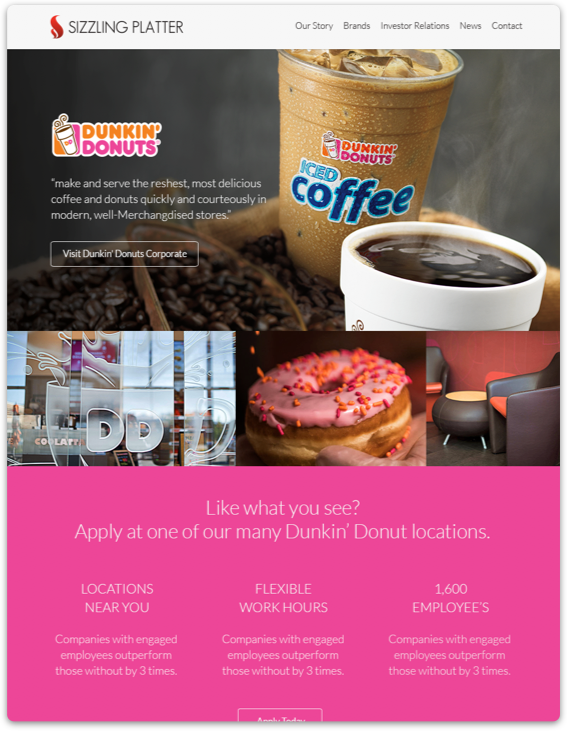 SIZZLING PLATTER
Our Story Brands Investor Relations News Contact
DUNKIN'
DONUTS
DUNKIN'
DONUTS
ICED
coffee
“make and serve the reshest, most delicious
coffee and donuts quickly and courteously in
modern, well-Merchangdised stores.”
Visit Dunkin' Donuts Corporate
DD
Like what you see?
Apply at one of our many Dunkin’ Donut locations.
LOCATIONS
NEAR YOU
Companies with engaged
employees outperform
those without by 3 times.
FLEXIBLE
WORK HOURS
Companies with engaged
employees outperform
those without by 3 times.
1,600
EMPLOYEE’S
Companies with engaged
employees outperform
those without by 3 times.
Apply Today